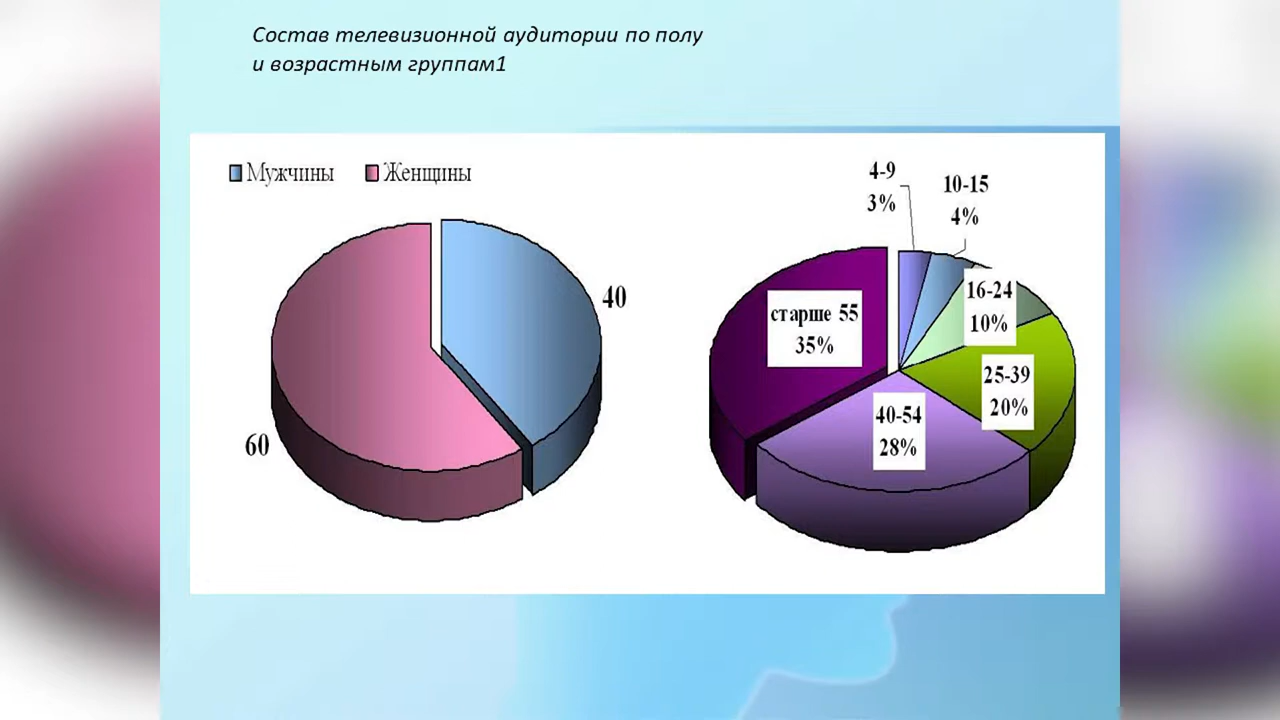 Состав телевизионной аудитории по полу
и возрастным группам1
Мужчины
Женщины
40
60
4-9
3%
10-15
4%
16-24
10%
25-39
20%
40-54
28%
старше 55
35%